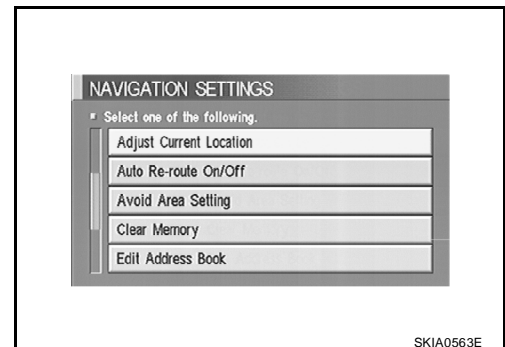 NAVIGATION SETTINGS
Select one of the following.
Adjust Current Location
Auto Re-route On/Off
Avoid Area Setting
Clear Memory
Edit Address Book
SKIA0563E